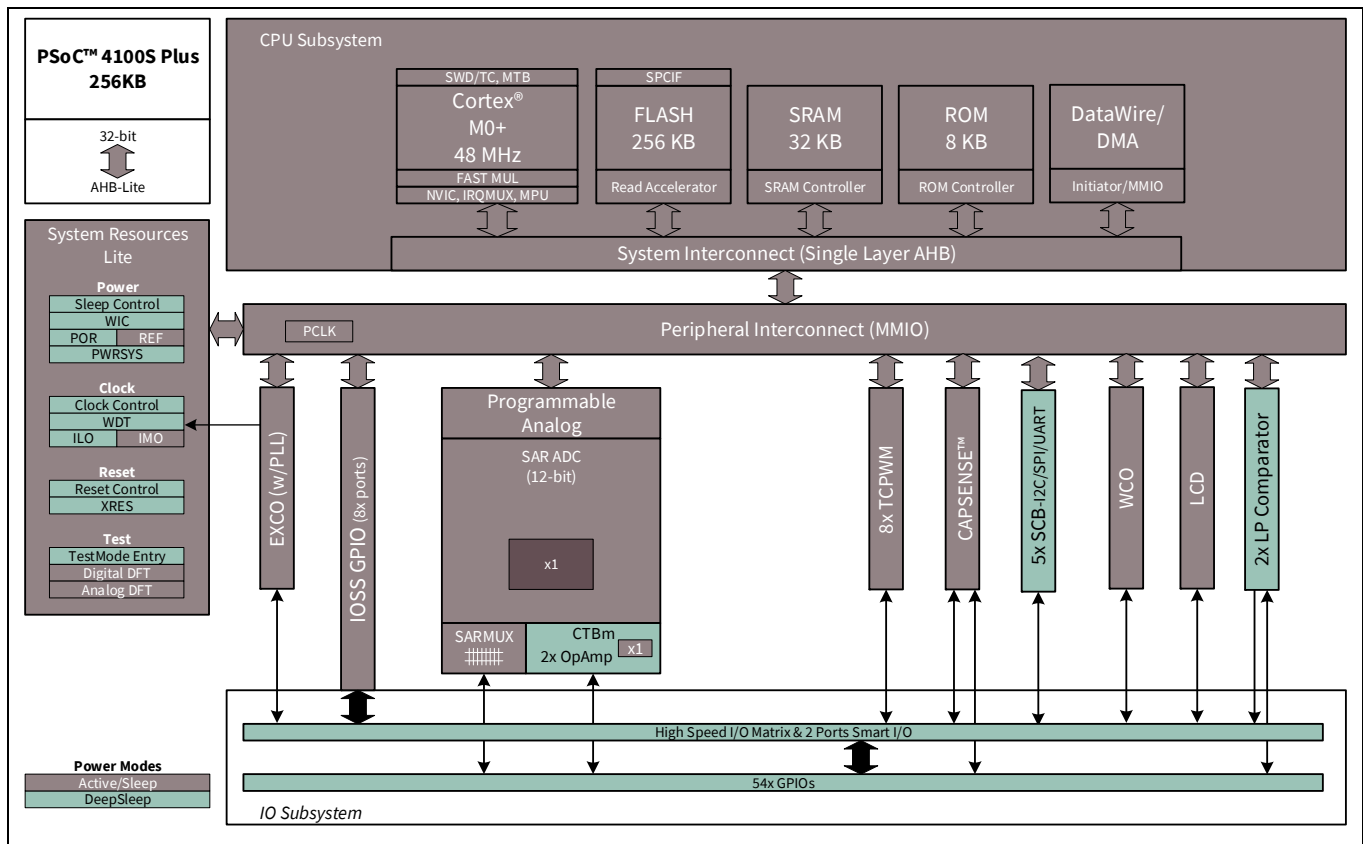 PSoC™ 4100S Plus
256KB
32-bit
AHB-Lite
CPU Subsystem
SWD/TC, MTB
Cortex®
M0+
48 MHz
FAST MUL
NVIC, IRQMUX, MPU
SPCIF
FLASH
256 KB
Read Accelerator
SRAM
32 KB
SRAM Controller
ROM
8 KB
ROM Controller
DataWire/
DMA
Initiator/MMIO
System Interconnect (Single Layer AHB)
System Resources
Lite
Power
Sleep Control
WIC
POR
REF
PWRSYS
Clock
Clock Control
WDT
ILO
IMO
Reset
Reset Control
XRES
Test
TestMode Entry
Digital DFT
Analog DFT
PCLK
Peripheral Interconnect (MMIO)
EXCO (w/PLL)
IOSS GPIO (8x ports)
Programmable
Analog
SAR ADC
(12-bit)
x1
SARMUX
CTBm
2x OpAmp
x1
8x TCPWM
CAPSENSE™
5x SCB-I2C/SPI/UART
WCO
LCD
2x LP Comparator
High Speed I/O Matrix & 2 Ports Smart I/O
54x GPIOs
IO Subsystem
Power Modes
Active/Sleep
DeepSleep